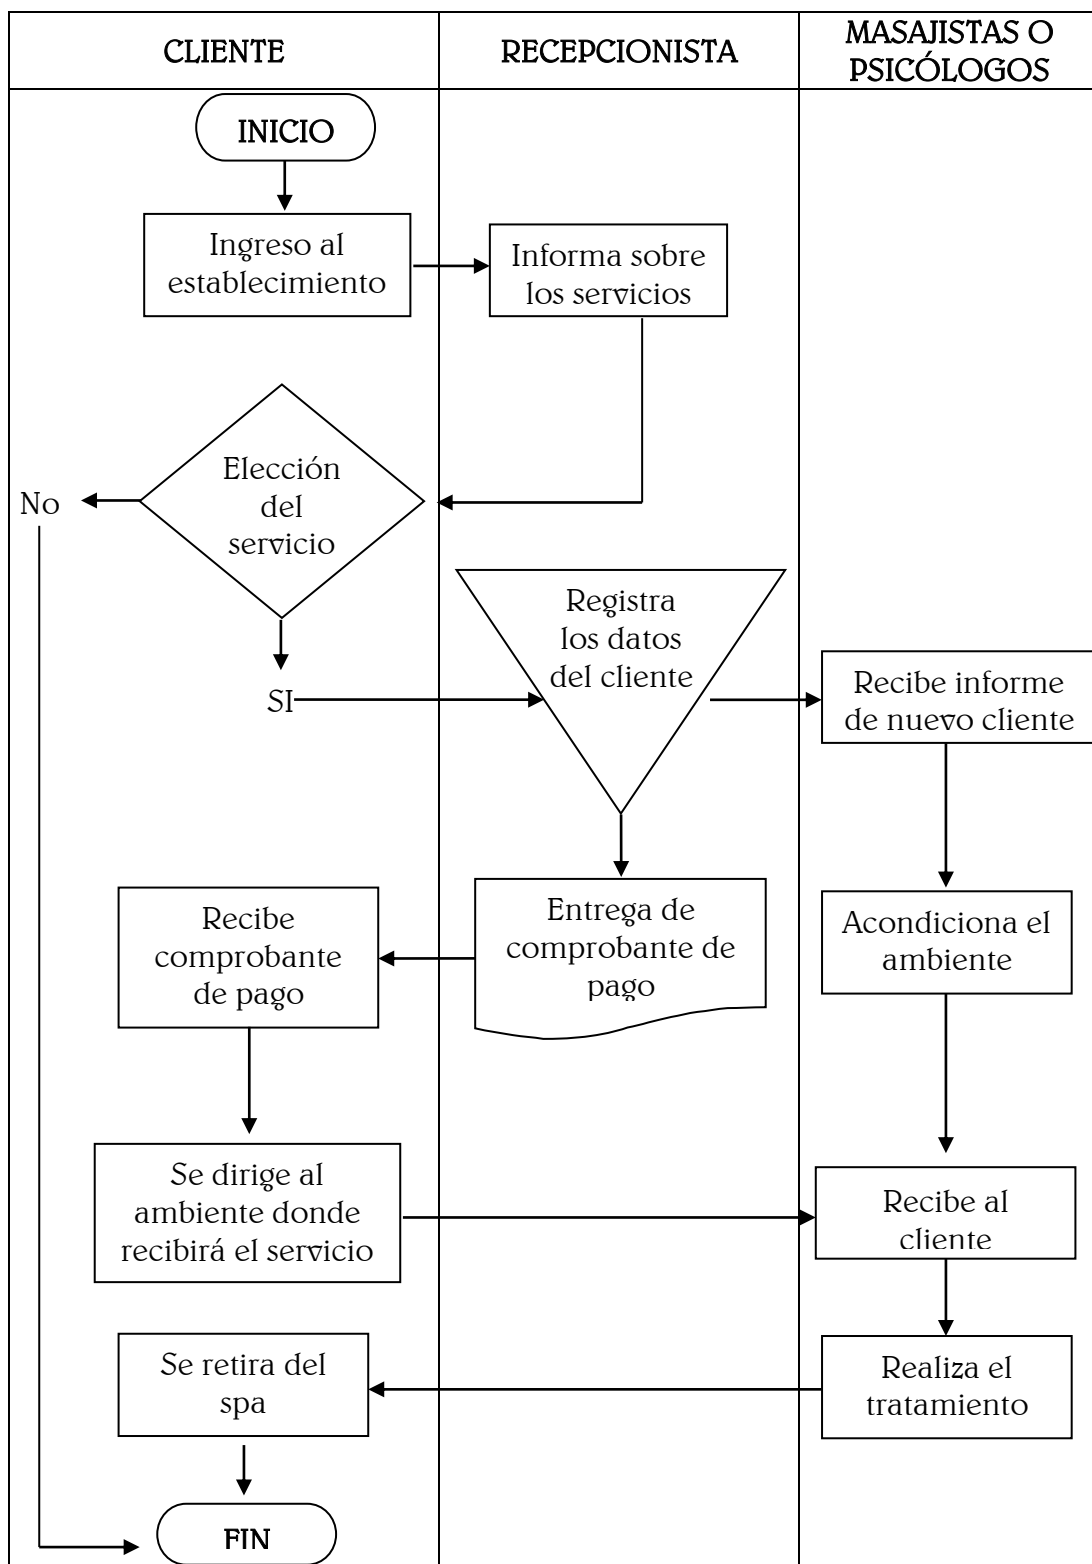 CLIENTE
RECEPCIONISTA
MASAJISTAS O
PSICÓLOGOS
INICIO
Ingreso al
establecimiento
Informa sobre
los servicios
Elección
del
servicio
No
SI
Registra
los datos
del cliente
Recibe informe
de nuevo cliente
Recibe
comprobante
de pago
Entrega de
comprobante de
pago
Acondiciona el
ambiente
Se dirige al
ambiente donde
recibirá el servicio
Recibe al
cliente
Se retira del
spa
Realiza el
tratamiento
FIN